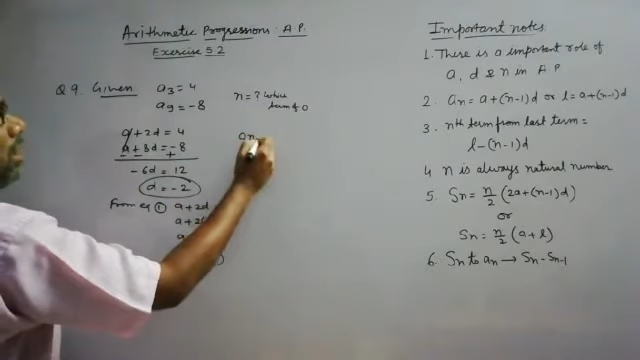 Arithmetic Progressions: A.P.
Exercise 5.2
Q9. Given a3 = 4
a9 = -8
n = ? which
term of 0
a + 2d = 4
a + 8d = -8
- - +
-6d = 12
d = -2
From eq ① a + 2d
a + 2(
an
Important notes
1. There is a important role of
a, d & n in A.P
2. an = a + (n-1)d or l = a + (n-1)d
3. nth term from last term =
l - (n-1)d
4 n is always natural number
5. Sn = n/2 (2a + (n-1)d)
or
Sn = n/2 (a + l)
6. Sn to an → Sn - Sn-1